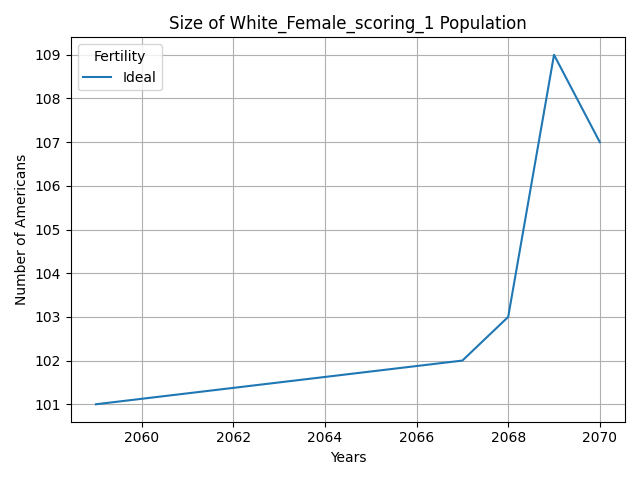 Size of White_Female_scoring_1 Population
Fertility
Ideal
109
108
107
106
105
104
103
102
101
Number of Americans
2060 2062 2064 2066 2068 2070
Years